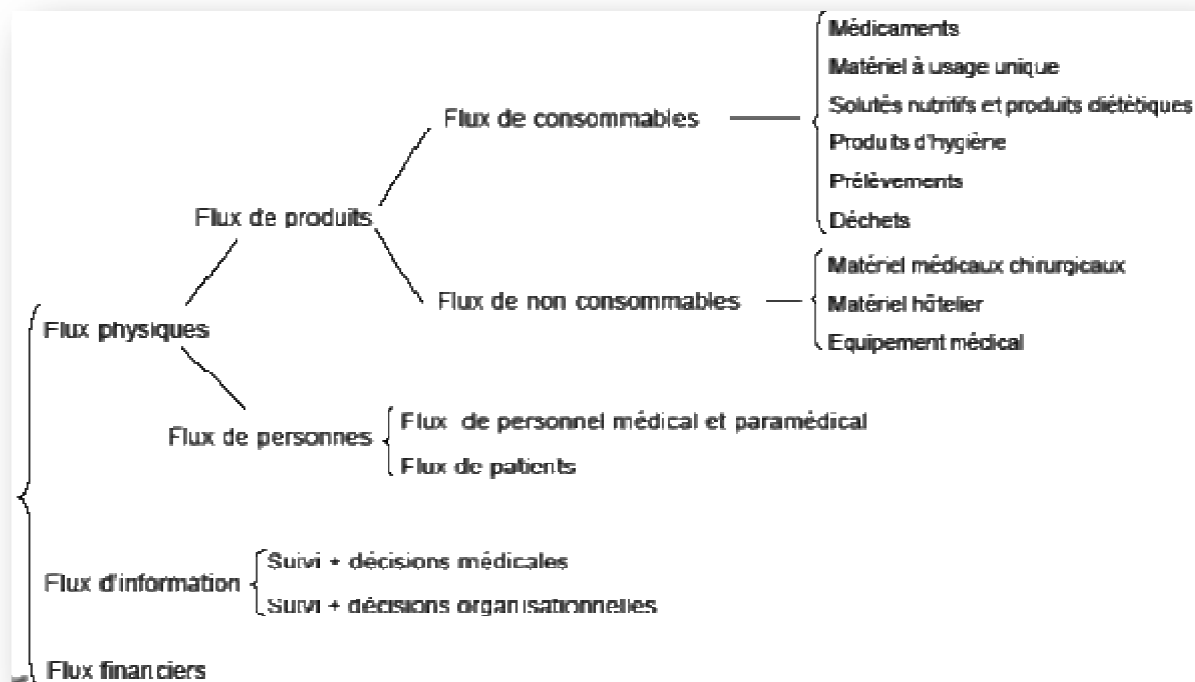 Médicaments
Matériel à usage unique
Solutés nutritifs et produits diététiques
Produits d'hygiène
Prélèvements
Déchets
Flux de consommables
Flux de produits
Flux de non consommables
Matériel médicaux chirurgicaux
Matériel hôtelier
Equipement médical
Flux physiques
Flux de personnes
Flux de personnel médical et paramédical
Flux de patients
Flux d'information
Suivi + décisions médicales
Suivi + décisions organisationnelles
Flux financiers